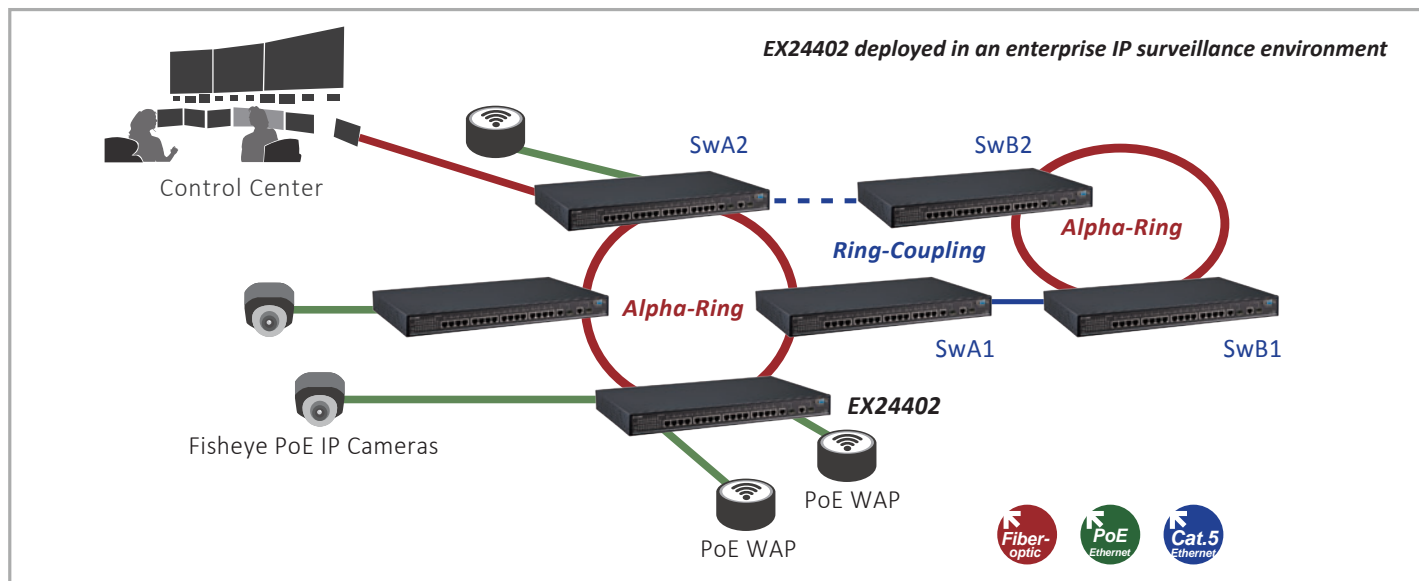 EX24402 deployed in an enterprise IP surveillance environment
SwA2
SwB2
Control Center
Alpha-Ring
Ring-Coupling
Alpha-Ring
SwA1
SwB1
EX24402
Fisheye PoE IP Cameras
PoE WAP
PoE WAP
Fiber-
optic
PoE
Ethernet
Cat.5
Ethernet